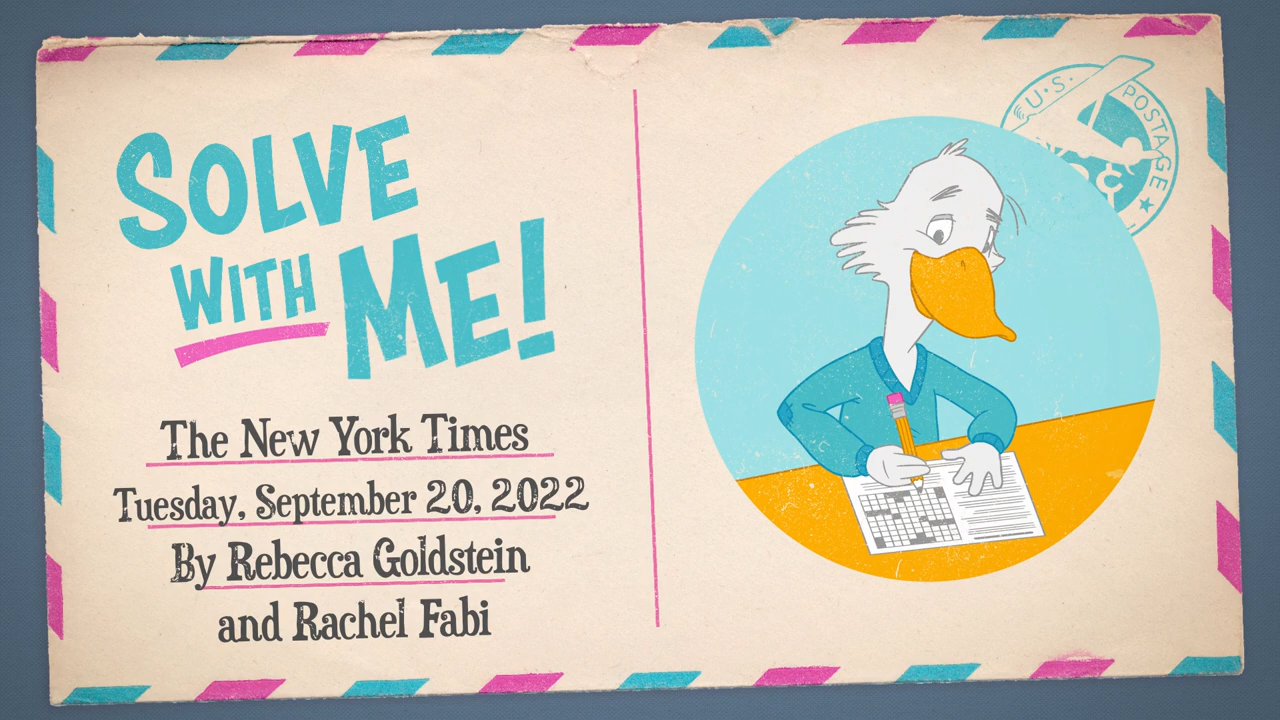 SOLVE
WITH ME!
The New York Times
Tuesday, September 20, 2022
By Rebecca Goldstein
and Rachel Fabi
U.S. POSTAGE